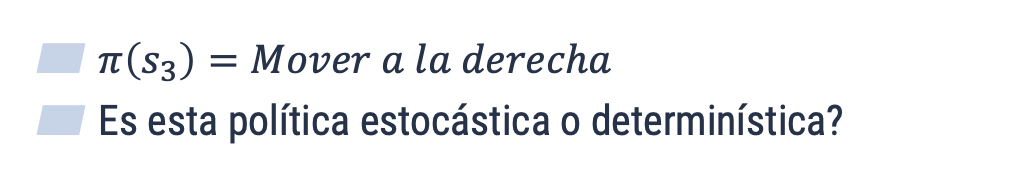 π(s₃) = Mover a la derecha
Es esta política estocástica o determinística?